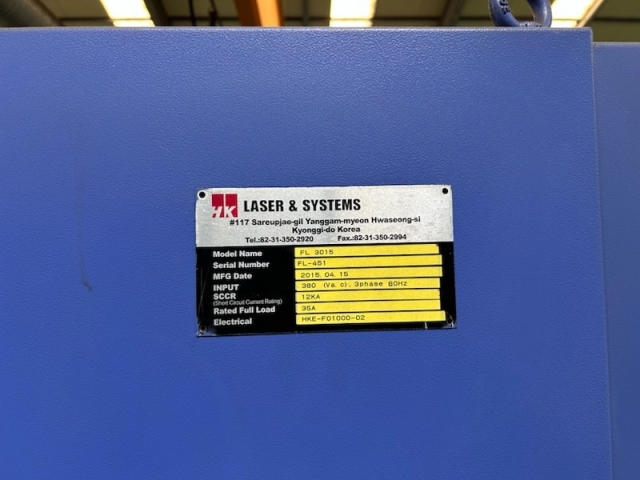 HK LASER & SYSTEMS
#117 Sareupjae-gil Yanggam-myeon Hwaseong-si
Kyonggi-do Korea
Tel.:82-31-350-2920 Fax.:82-31-350-2994
Model Name FL 3015
Serial Number FL-451
MFG Date 2015.04.15
INPUT 380 (Va.c), 3phase 60Hz
SCCR 12KA
(Short Circuit Current Rating)
Rated Full Load 35A
Electrical HKE-F01000-02